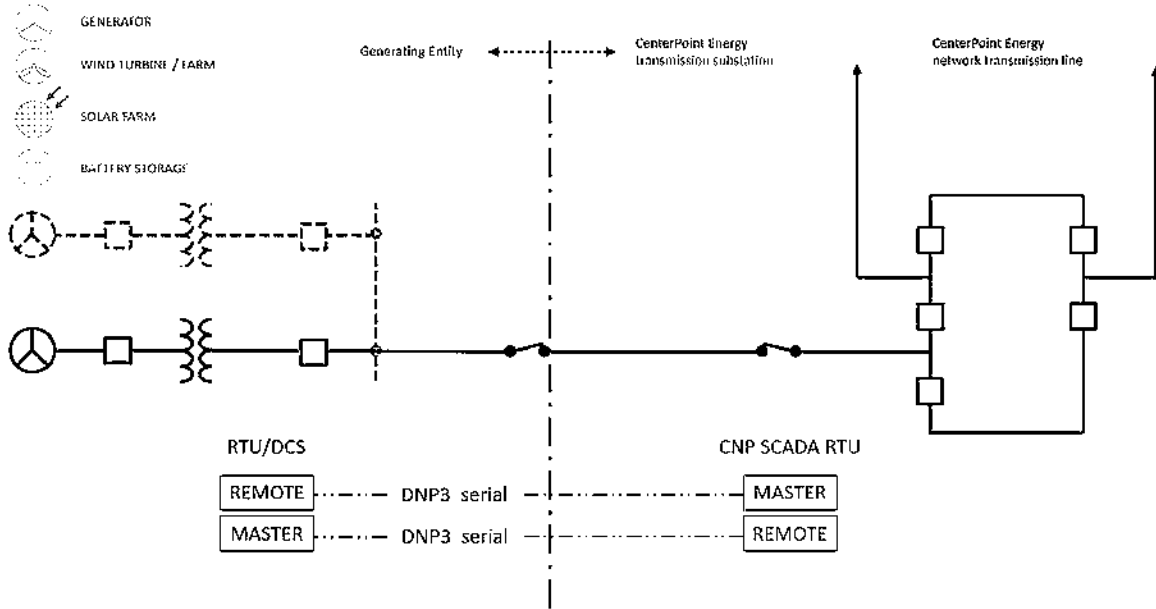 GENERATOR
WIND TURBINE / FARM
SOLAR FARM
BATTERY STORAGE
Generating Entity
CenterPoint Energy
transmission substation
CenterPoint Energy
network transmission line
RTU/DCS
CNP SCADA RTU
REMOTE
DNP3 serial
MASTER
MASTER
DNP3 serial
REMOTE